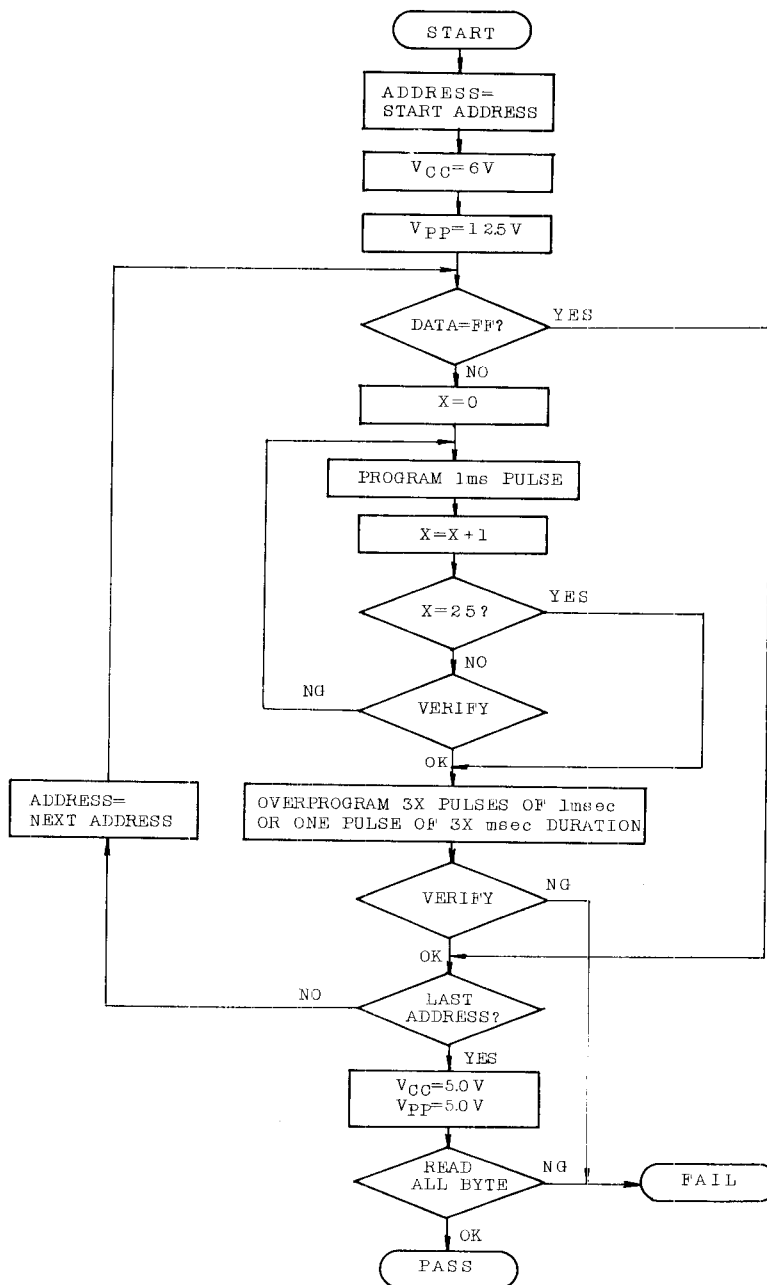 START
ADDRESS=
START ADDRESS
VCC=6V
VPP=12.5V
DATA=FF?
YES
NO
X=0
PROGRAM 1ms PULSE
X=X+1
X=25?
YES
NO
VERIFY
NG
OK
ADDRESS=
NEXT ADDRESS
OVERPROGRAM 3X PULSES OF 1msec
OR ONE PULSE OF 3X msec DURATION
VERIFY
NG
OK
LAST
ADDRESS?
NO
YES
VCC=5.0V
VPP=5.0V
READ
ALL BYTE
NG
FAIL
OK
PASS